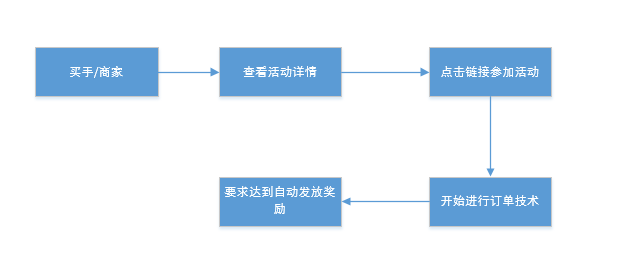 买手/商家
查看活动详情
点击链接参加活动
开始进行订单技术
要求达到自动发放奖
励